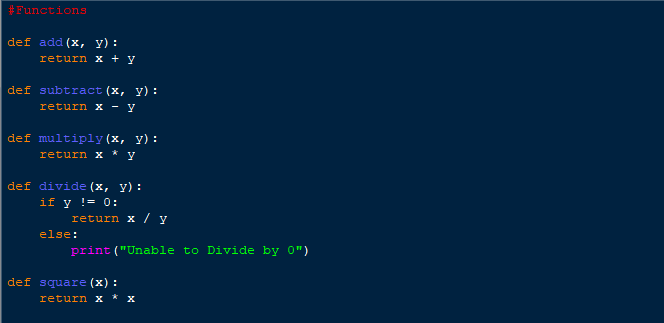 #Functions
def add(x, y):
    return x + y
def subtract(x, y):
    return x - y
def multiply(x, y):
    return x * y
def divide(x, y):
    if y != 0:
        return x / y
    else:
        print("Unable to Divide by 0")
def square(x):
    return x * x